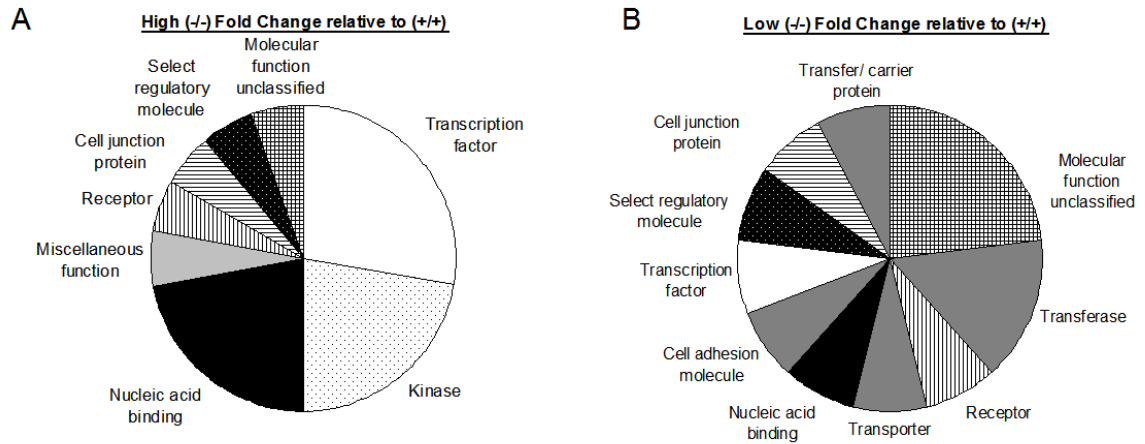 A
High (-/-) Fold Change relative to (+/+)
Molecular
function
unclassified
Select
regulatory
molecule
Transcription
factor
Cell junction
protein
Receptor
Miscellaneous
function
Nucleic acid
binding
Kinase
B
Low (-/-) Fold Change relative to (+/+)
Transfer/ carrier
protein
Cell junction
protein
Molecular
function
unclassified
Select regulatory
molecule
Transcription
factor
Transferase
Cell adhesion
molecule
Nucleic acid
binding
Transporter
Receptor